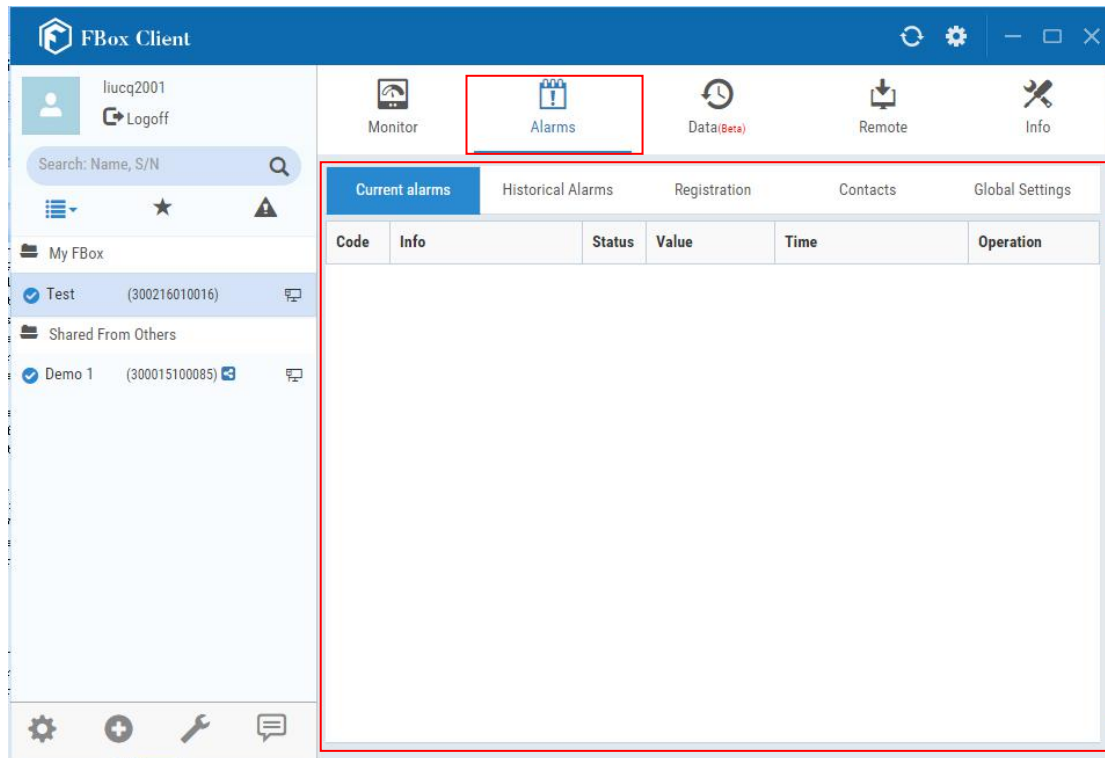 FBox Client
liucq2001
Logoff
Search: Name, S/N
My FBox
Test (300216010016)
Shared From Others
Demo 1 (300015100085)
Monitor Alarms Data(Beta) Remote Info
Current alarms Historical Alarms Registration Contacts Global Settings
Code Info Status Value Time Operation